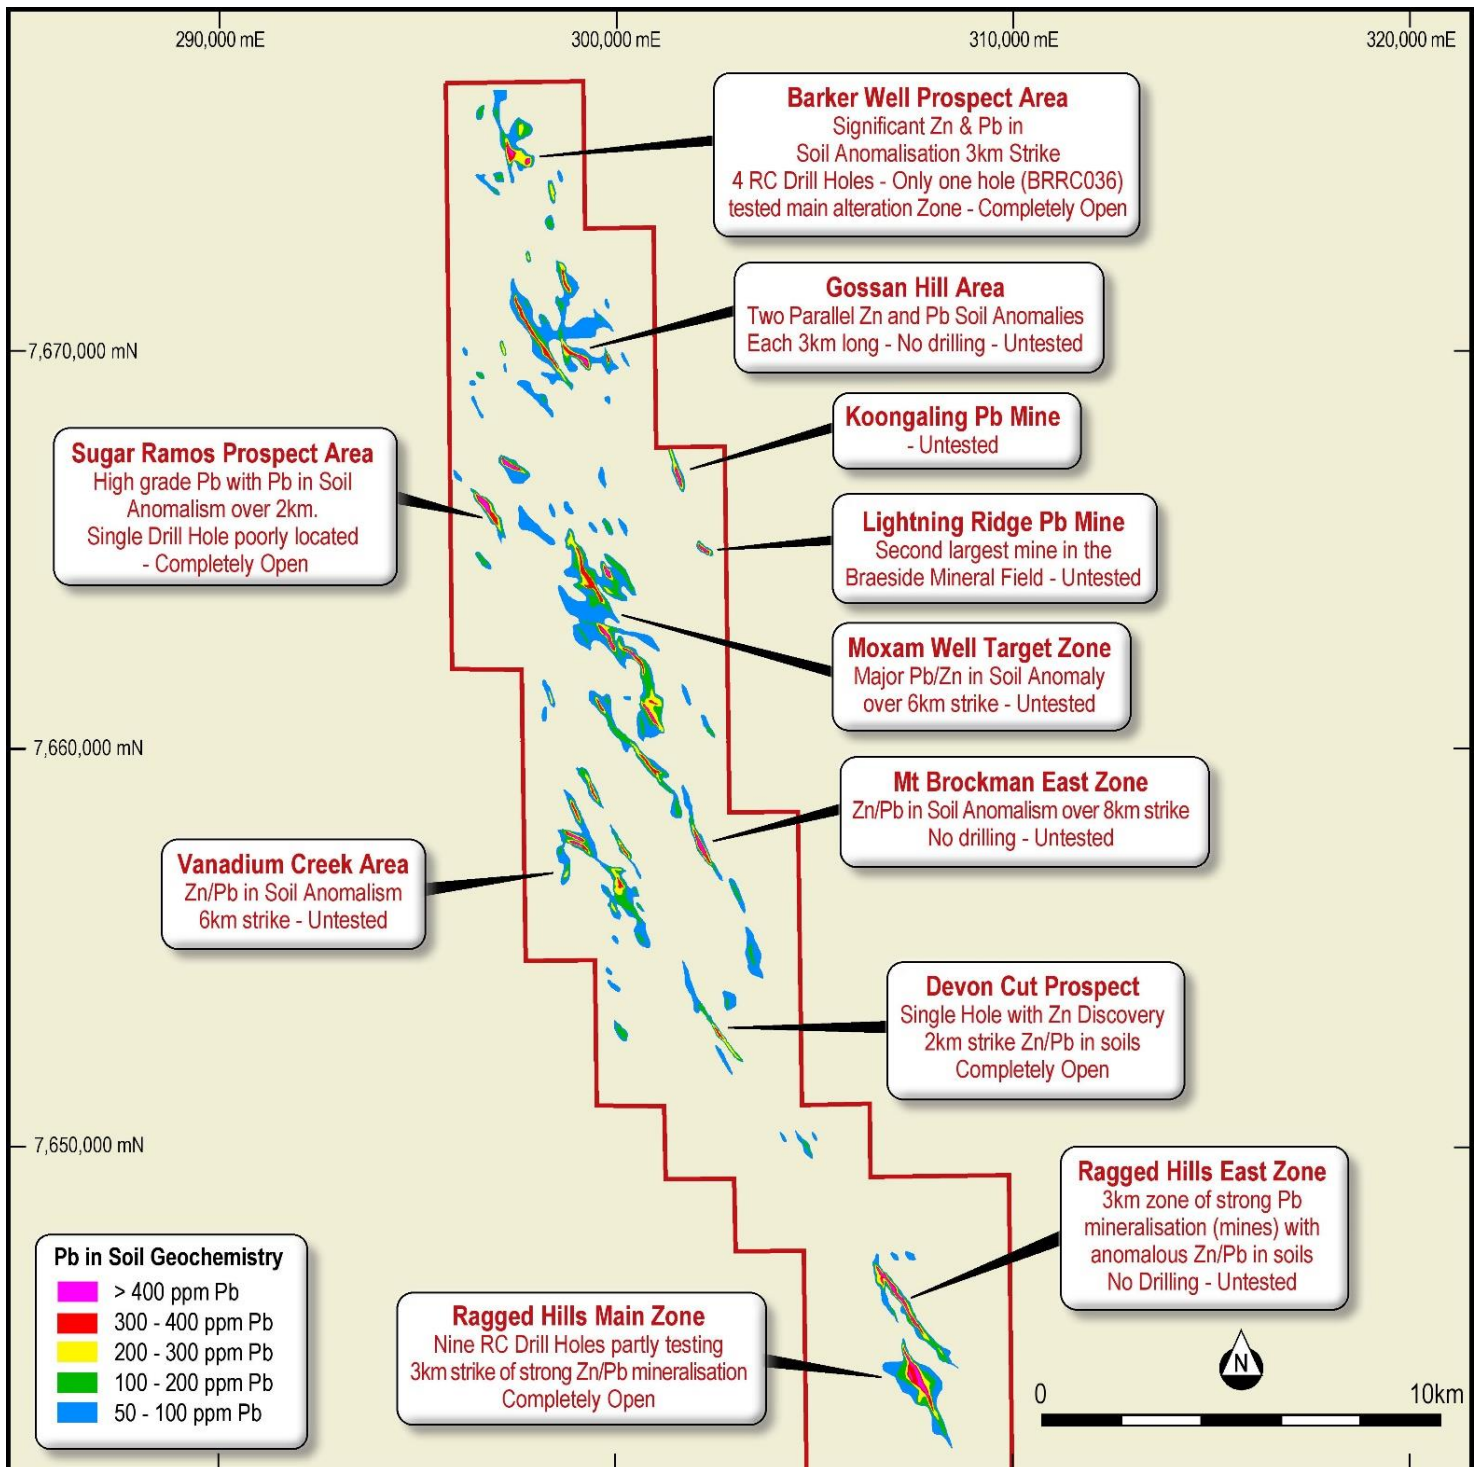 290,000 mE
300,000 mE
310,000 mE
320,000 mE
Barker Well Prospect Area
Significant Zn & Pb in
Soil Anomalisation 3km Strike
4 RC Drill Holes - Only one hole (BRRC036)
tested main alteration Zone - Completely Open
Gossan Hill Area
Two Parallel Zn and Pb Soil Anomalies
Each 3km long - No drilling - Untested
7,670,000 mN
Koongaling Pb Mine
- Untested
Sugar Ramos Prospect Area
High grade Pb with Pb in Soil
Anomalism over 2km.
Single Drill Hole poorly located
- Completely Open
Lightning Ridge Pb Mine
Second largest mine in the
Braeside Mineral Field - Untested
Moxam Well Target Zone
Major Pb/Zn in Soil Anomaly
over 6km strike - Untested
7,660,000 mN
Mt Brockman East Zone
Zn/Pb in Soil Anomalism over 8km strike
No drilling - Untested
Vanadium Creek Area
Zn/Pb in Soil Anomalism
6km strike - Untested
Devon Cut Prospect
Single Hole with Zn Discovery
2km strike Zn/Pb in soils
Completely Open
7,650,000 mN
Ragged Hills East Zone
3km zone of strong Pb
mineralisation (mines) with
anomalous Zn/Pb in soils
No Drilling - Untested
Pb in Soil Geochemistry
> 400 ppm Pb
300 - 400 ppm Pb
200 - 300 ppm Pb
100 - 200 ppm Pb
50 - 100 ppm Pb
Ragged Hills Main Zone
Nine RC Drill Holes partly testing
3km strike of strong Zn/Pb mineralisation
Completely Open
N
0
10km